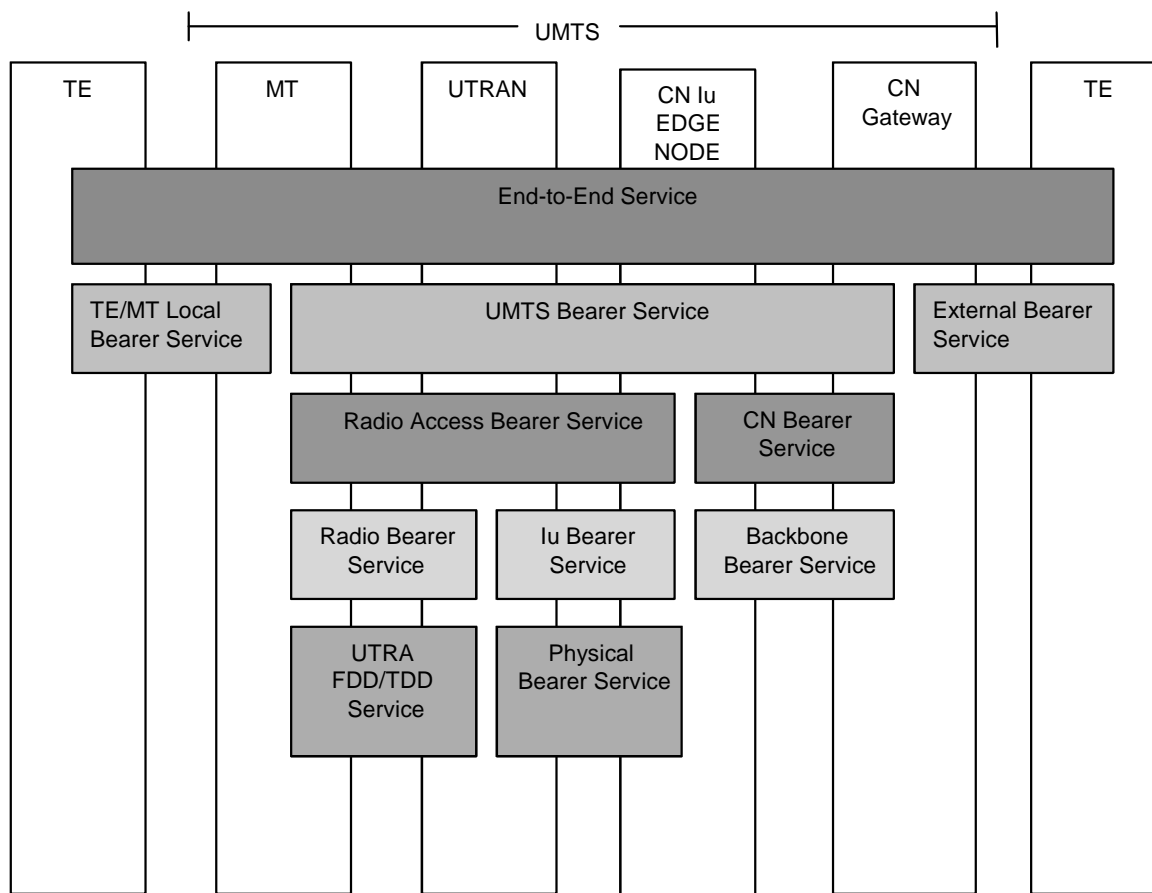 UMTS
TE
MT
UTRAN
CN Iu
EDGE
NODE
CN
Gateway
TE
End-to-End Service
TE/MT Local
Bearer Service
UMTS Bearer Service
External Bearer
Service
Radio Access Bearer Service
CN Bearer
Service
Radio Bearer
Service
Iu Bearer
Service
Backbone
Bearer Service
UTRA
FDD/TDD
Service
Physical
Bearer Service